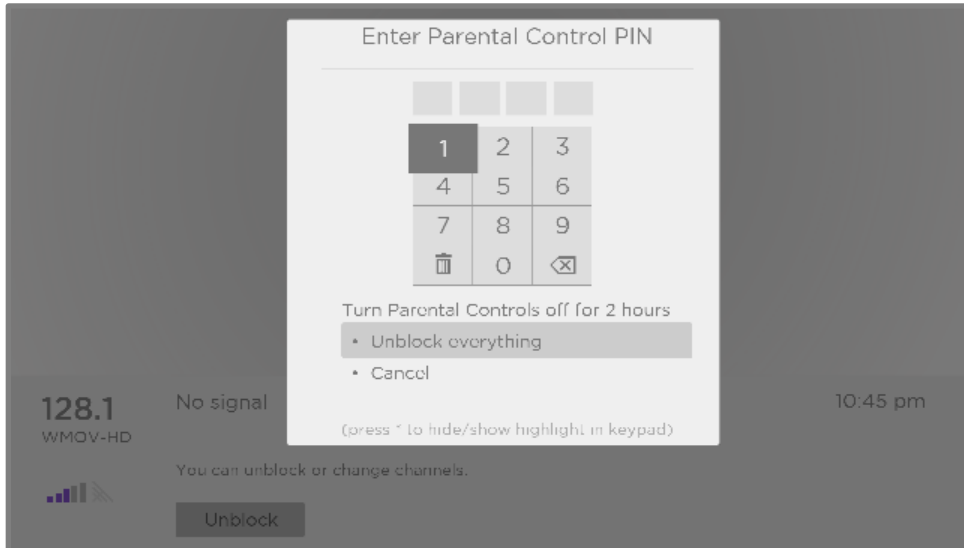 Enter Parental Control PIN
1 2 3
4 5 6
7 8 9
0
Turn Parental Controls off for 2 hours
• Unblock everything
• Cancel
(press * to hide/show highlight in keypad)
128.1 No signal 10:45 pm
WMOV-HD
You can unblock or change channels.
Unblock